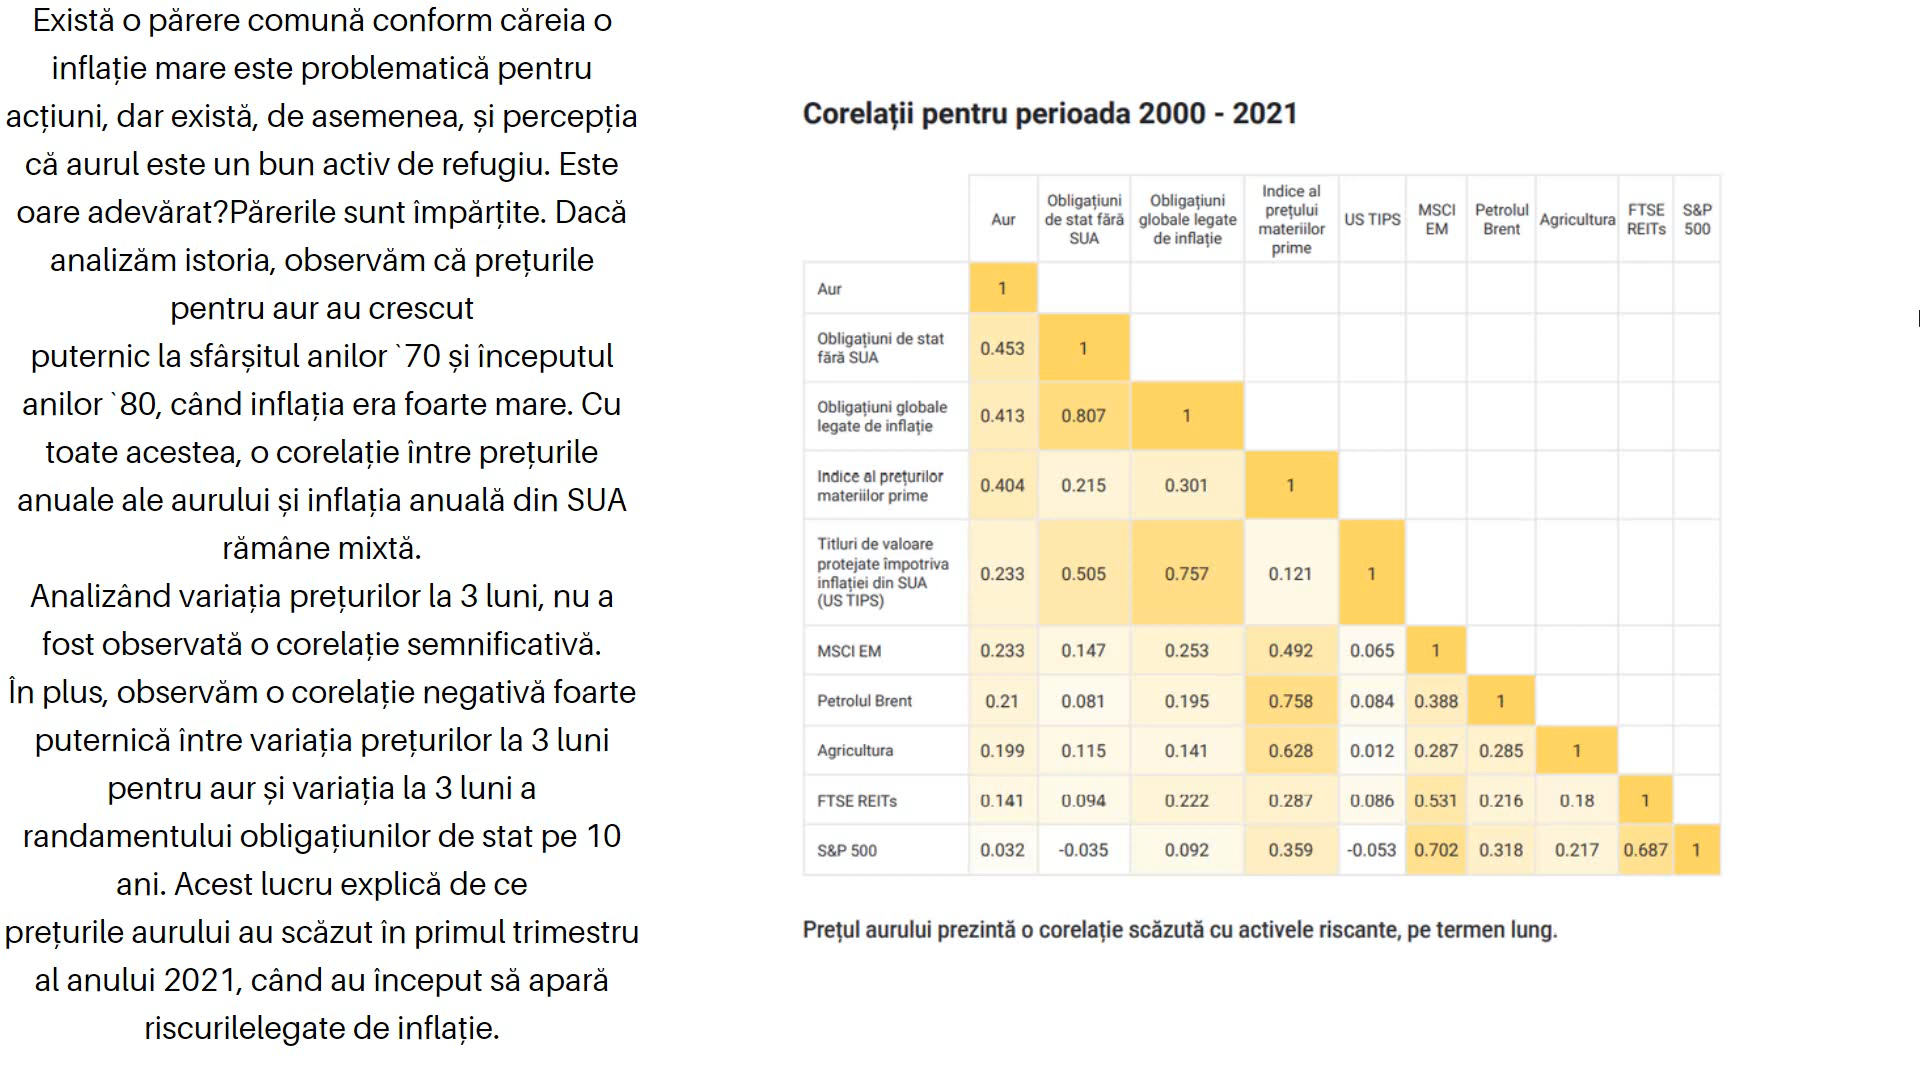 Există o părere comună conform căreia o
inflație mare este problematică pentru
acțiuni, dar există, de asemenea, și percepția
că aurul este un bun activ de refugiu. Este
oare adevărat?Părerile sunt împărțite. Dacă
analizăm istoria, observăm că prețurile
pentru aur au crescut
puternic la sfârșitul anilor `70 și începutul
anilor `80, când inflația era foarte mare. Cu
toate acestea, o corelație între prețurile
anuale ale aurului și inflația anuală din SUA
rămâne mixtă.
Analizând variația prețurilor la 3 luni, nu a
fost observată o corelație semnificativă.
În plus, observăm o corelație negativă foarte
puternică între variația prețurilor la 3 luni
pentru aur și variația la 3 luni a
randamentului obligațiunilor de stat pe 10
ani. Acest lucru explică de ce
prețurile aurului au scăzut în primul trimestru
al anului 2021, când au început să apară
riscurilelegate de inflație.
Corelații pentru perioada 2000 - 2021
Aur
Obligațiuni
de stat fără
SUA
Obligațiuni
globale legate
de inflație
Indice al
prețului
materiilor
prime
US TIPS
MSCI
EM
Petrolul
Brent
Agricultura
FTSE
REITs
S&P
500
Aur
1
Obligațiuni de stat
fără SUA
0.453 1
Obligațiuni globale
legate de inflație
0.413 0.807 1
Indice al prețurilor
materiilor prime
0.404 0.215 0.301 1
Titluri de valoare
protejate împotriva
inflației din SUA
(US TIPS)
0.233 0.505 0.757 0.121 1
MSCI EM 0.233 0.147 0.253 0.492 0.065 1
Petrolul Brent 0.21 0.081 0.195 0.758 0.084 0.388 1
Agricultura 0.199 0.115 0.141 0.628 0.012 0.287 0.285 1
FTSE REITs 0.141 0.094 0.222 0.287 0.086 0.531 0.216 0.18 1
S&P 500 0.032 -0.035 0.092 0.359 -0.053 0.702 0.318 0.217 0.687 1
Prețul aurului prezintă o corelație scăzută cu activele riscante, pe termen lung.